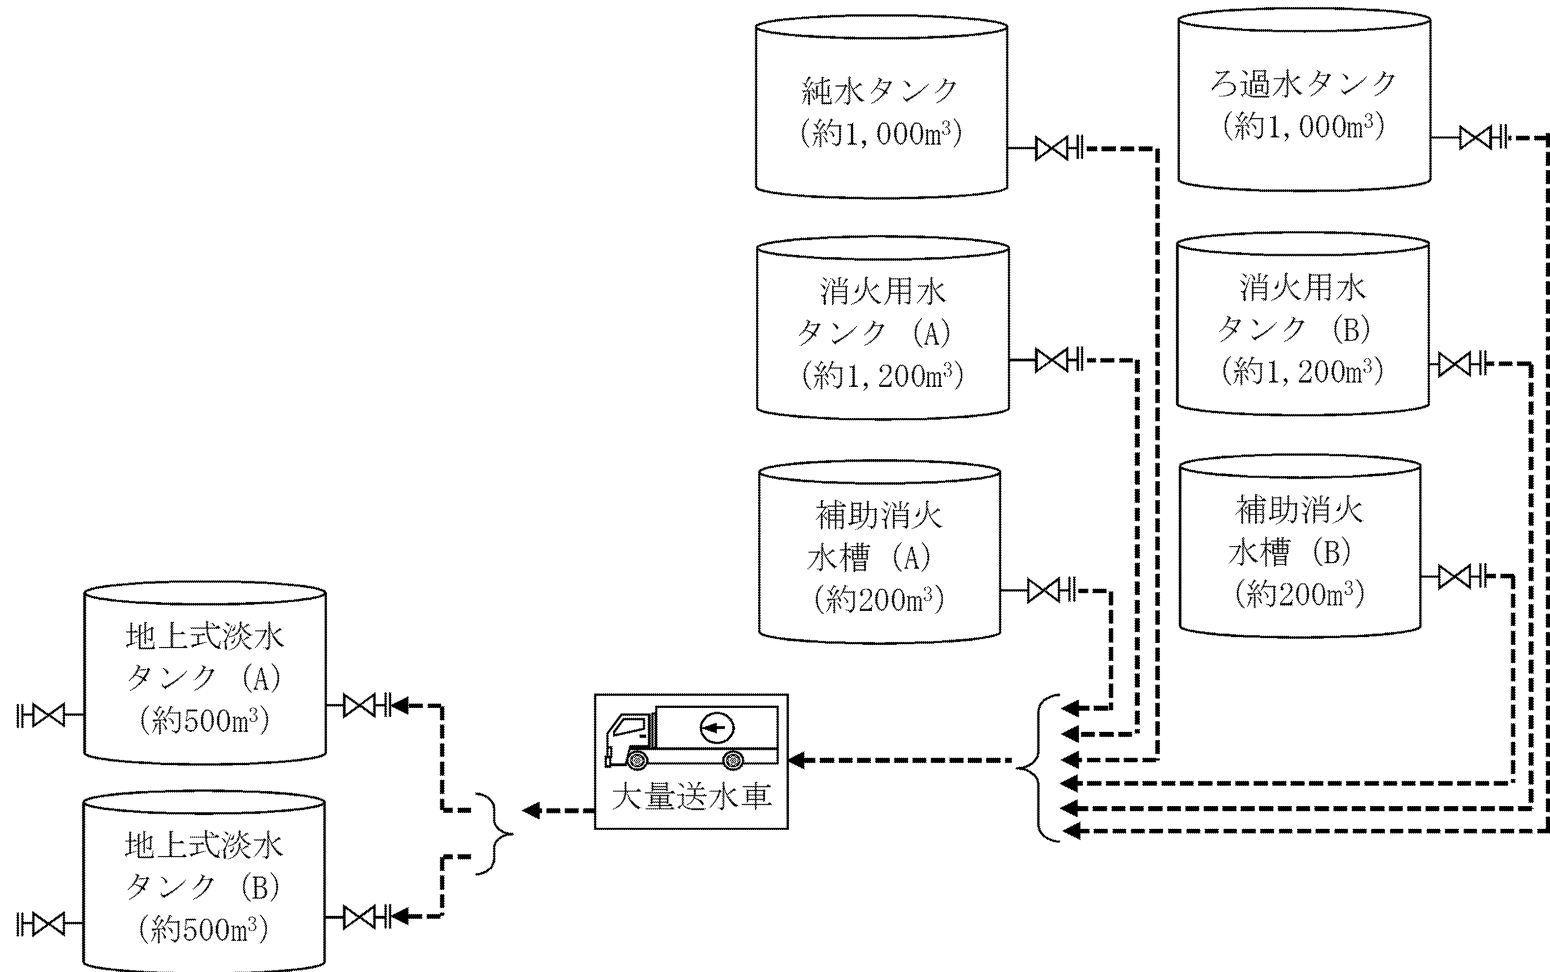 純水タンク
(約1,000m³)
ろ過水タンク
(約1,000m³)
消火用水
タンク (A)
(約1,200m³)
消火用水
タンク (B)
(約1,200m³)
補助消火
水槽 (A)
(約200m³)
補助消火
水槽 (B)
(約200m³)
地上式淡水
タンク (A)
(約500m³)
大量送水車
地上式淡水
タンク (B)
(約500m³)